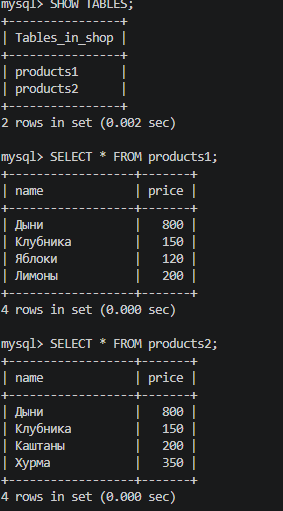 mysql> SHOW TABLES;
+----------------+
| Tables_in_shop |
+----------------+
| products1      |
| products2      |
+----------------+
2 rows in set (0.002 sec)

mysql> SELECT * FROM products1;
+------------------+-------+
| name             | price |
+------------------+-------+
| Дыни             |   800 |
| Клубника         |   150 |
| Яблоки           |   120 |
| Лимоны           |   200 |
+------------------+-------+
4 rows in set (0.000 sec)

mysql> SELECT * FROM products2;
+------------------+-------+
| name             | price |
+------------------+-------+
| Дыни             |   800 |
| Клубника         |   150 |
| Каштаны          |   200 |
| Хурма            |   350 |
+------------------+-------+
4 rows in set (0.000 sec)